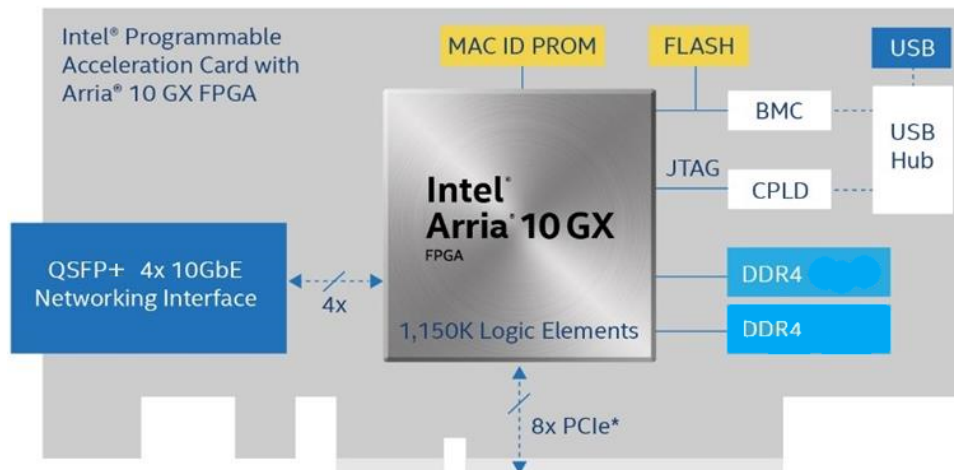 Intel® Programmable
Acceleration Card with
Arria® 10 GX FPGA
MAC ID PROM
FLASH
USB
BMC
USB
Hub
JTAG
CPLD
Intel®
Arria® 10 GX
FPGA
1,150K Logic Elements
QSFP+ 4x 10GbE
Networking Interface
4x
DDR4
DDR4
8x PCIe*